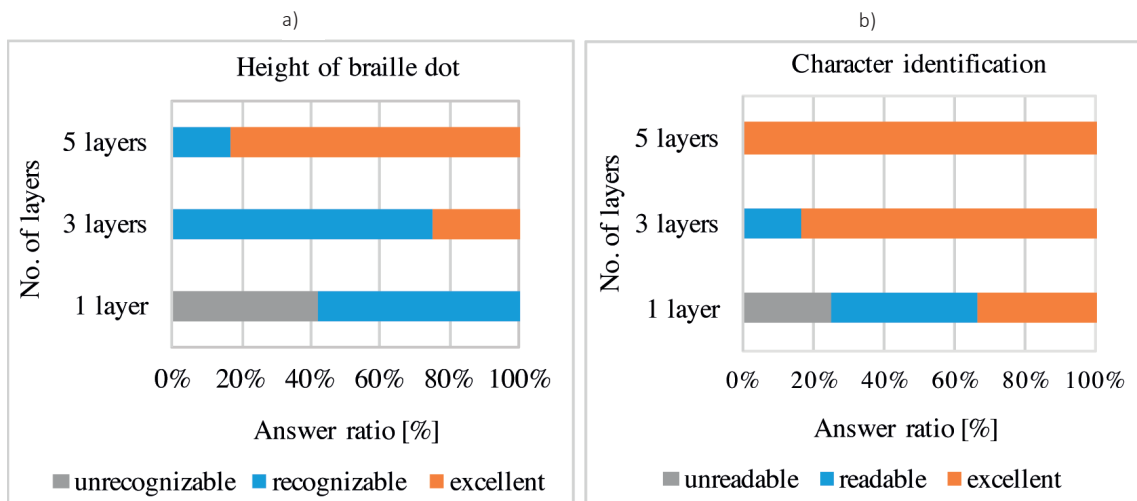 a)
Height of braille dot
No. of layers
5 layers
3 layers
1 layer
0% 20% 40% 60% 80% 100%
Answer ratio [%]
unrecognizable recognizable excellent
b)
Character identification
No. of layers
5 layers
3 layers
1 layer
0% 20% 40% 60% 80% 100%
Answer ratio [%]
unreadable readable excellent